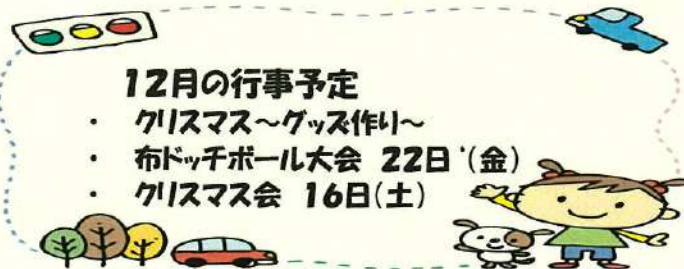 12月の行事予定
・ クリスマス～グッズ作り～
・ 布ドッチボール大会 22日(金)
・ クリスマス会 16日(土)